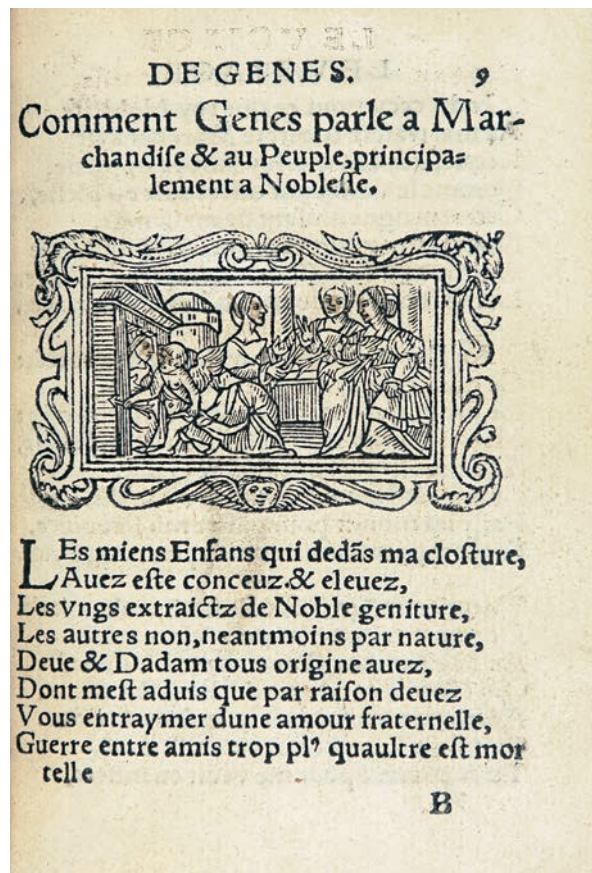 DE GENES. 9
Comment Genes parle a Mar-
chandiſe & au Peuple, principa=
lement a Nobleſſe.
LEs miens Enfans qui dedãs ma cloſture,
Auez eſte conceuz.& eleuez,
Les vngs extraictz de Noble geniture,
Les autres non, neantmoins par nature,
Deue & Dadam tous origine auez,
Dont meſt aduis que par raiſon deuez
Vous entraymer dune amour fraternelle,
Guerre entre amis trop plꝰ quaultre eſt mor
telle
B